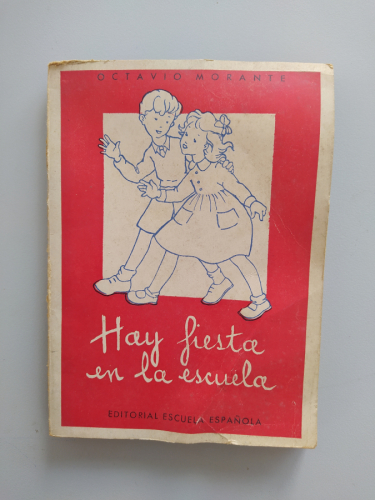 OCTAVIO MORANTE
Hay fiesta
en la escuela
EDITORIAL ESCUELA ESPAÑOLA